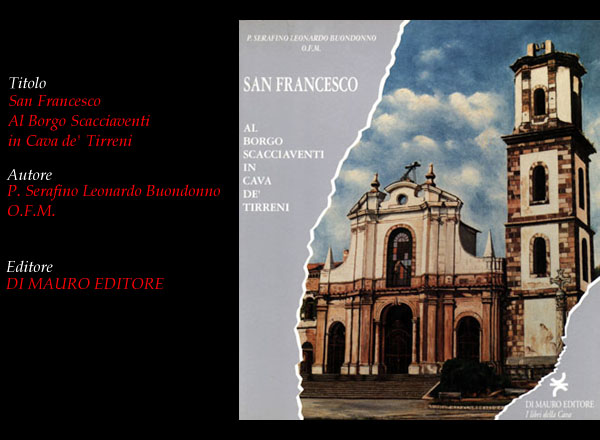 Titolo
San Francesco
Al Borgo Scacciaventi
in Cava de' Tirreni
Autore
P. Serafino Leonardo Buondonno
O.F.M.
Editore
DI MAURO EDITORE
P. SERAFINO LEONARDO BUONDONNO
O.F.M.
SAN FRANCESCO
AL
BORGO
SCACCIAVENTI
IN
CAVA
DE'
TIRRENI
DI MAURO EDITORE
I libri della Casa